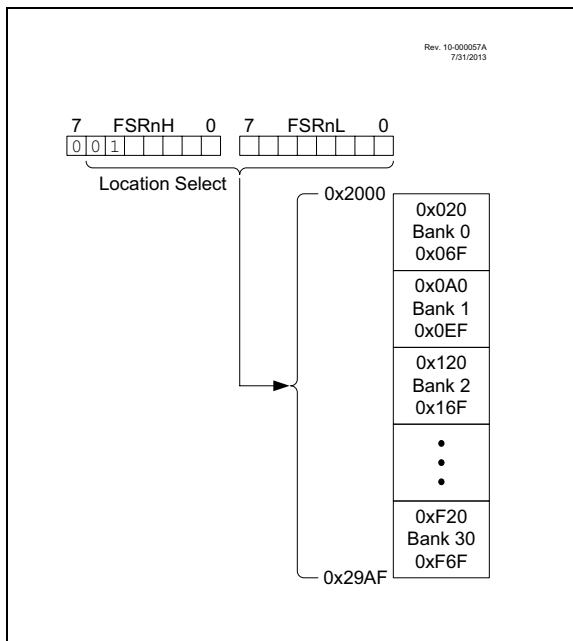 Rev. 10-000057A
7/31/2013
7 FSRnH 0 7 FSRnL 0
0 0 1
Location Select
0x2000
0x020
Bank 0
0x06F
0x0A0
Bank 1
0x0EF
0x120
Bank 2
0x16F
0xF20
Bank 30
0xF6F
0x29AF